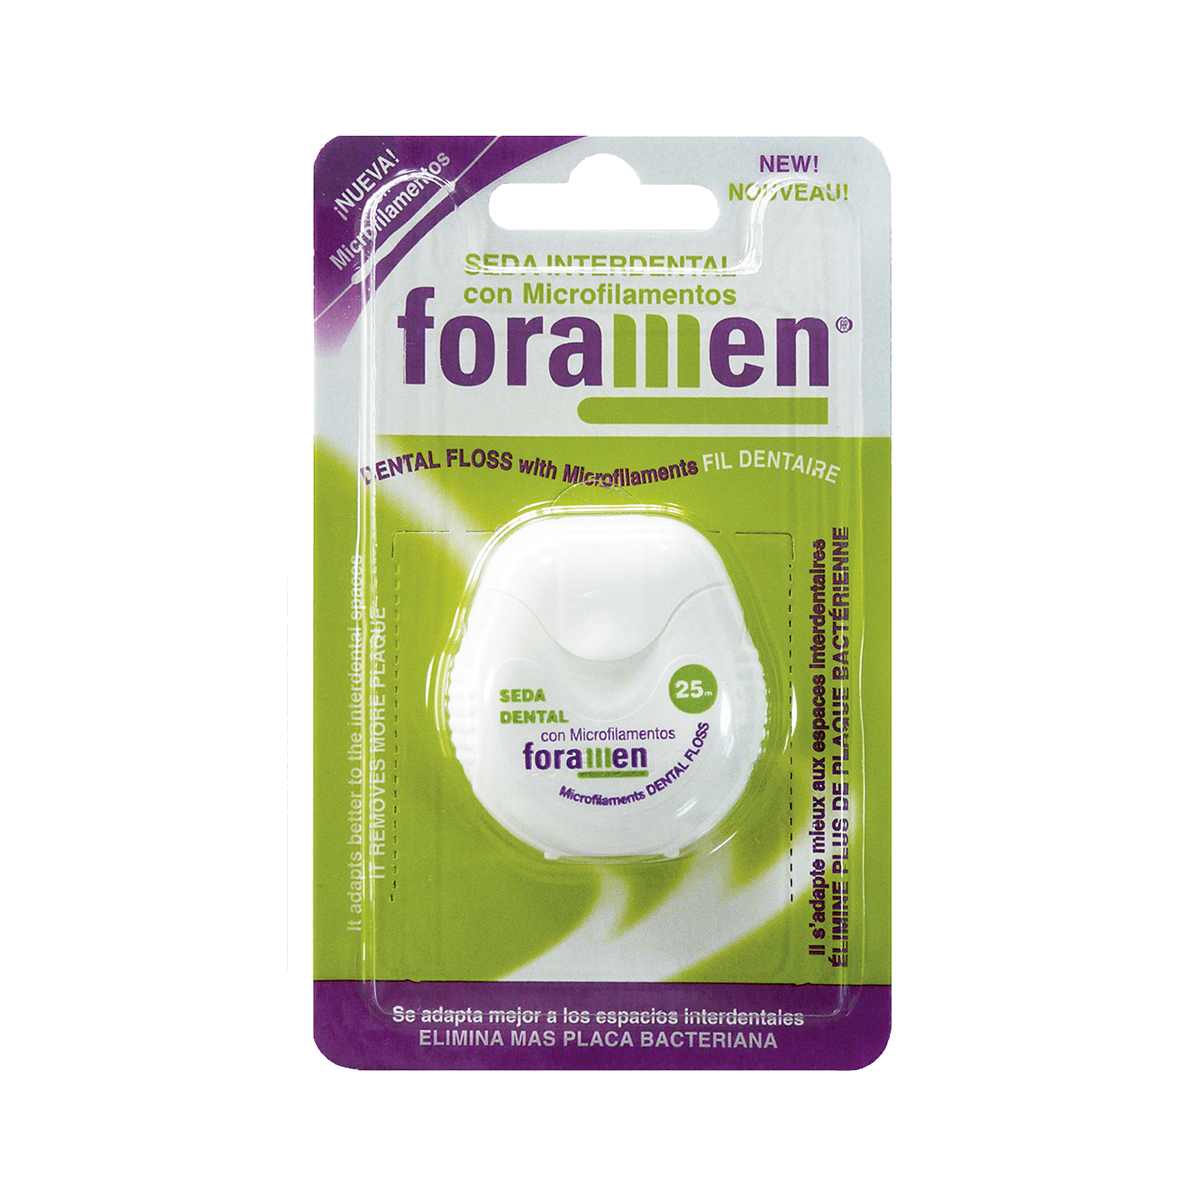 ¡NUEVA!
Microfilamentos
NEW!
NOUVEAU!
SEDA INTERDENTAL
con Microfilamentos
foramen®
DENTAL FLOSS with Microfilaments FIL DENTAIRE
It adapts better to the interdental spaces
IT REMOVES MORE PLAQUE
SEDA
DENTAL
25m
con Microfilamentos
foramen
Microfilaments DENTAL FLOSS
Il s'adapte mieux aux espaces interdentaires
ÉLIMINE PLUS DE PLAQUE BACTÉRIENNE
Se adapta mejor a los espacios interdentales
ELIMINA MAS PLACA BACTERIANA